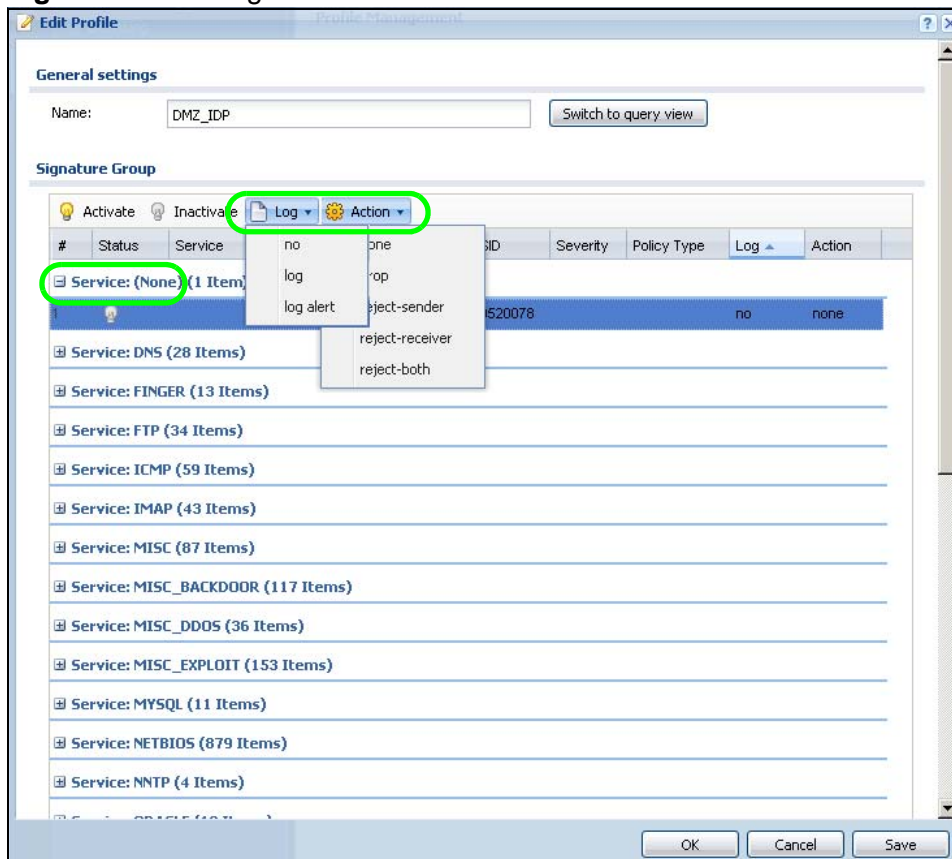 Edit Profile
Profile Management
General settings
Name: DMZ_IDP Switch to query view
Signature Group
Activate Inactivate Log Action
# Status Service SID Severity Policy Type Log Action
no
log
log alert
reject-receiver
reject-both
Service: (None) (1 Item)
1 520078 no none
Service: DNS (28 Items)
Service: FINGER (13 Items)
Service: FTP (34 Items)
Service: ICMP (59 Items)
Service: IMAP (43 Items)
Service: MISC (87 Items)
Service: MISC_BACKDOOR (117 Items)
Service: MISC_DDOS (36 Items)
Service: MISC_EXPLOIT (153 Items)
Service: MYSQL (11 Items)
Service: NETBIOS (879 Items)
Service: NNTP (4 Items)
OK Cancel Save